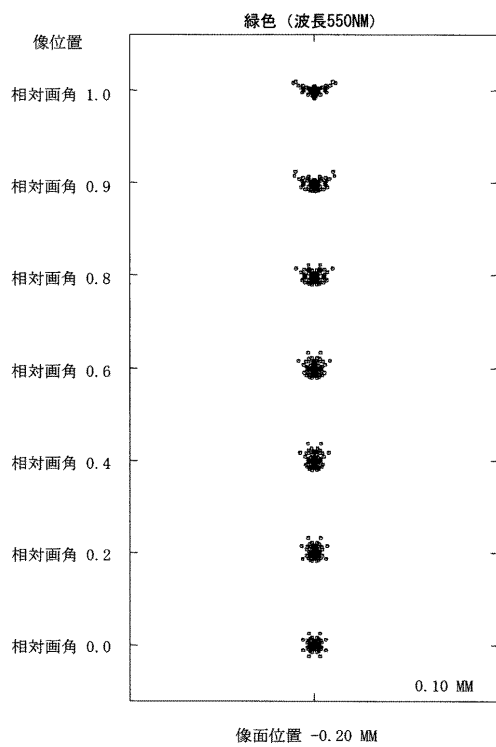 緑色 (波長550NM)
像位置
相対画角 1.0
相対画角 0.9
相対画角 0.8
相対画角 0.6
相対画角 0.4
相対画角 0.2
相対画角 0.0
0.10 MM
像面位置 -0.20 MM